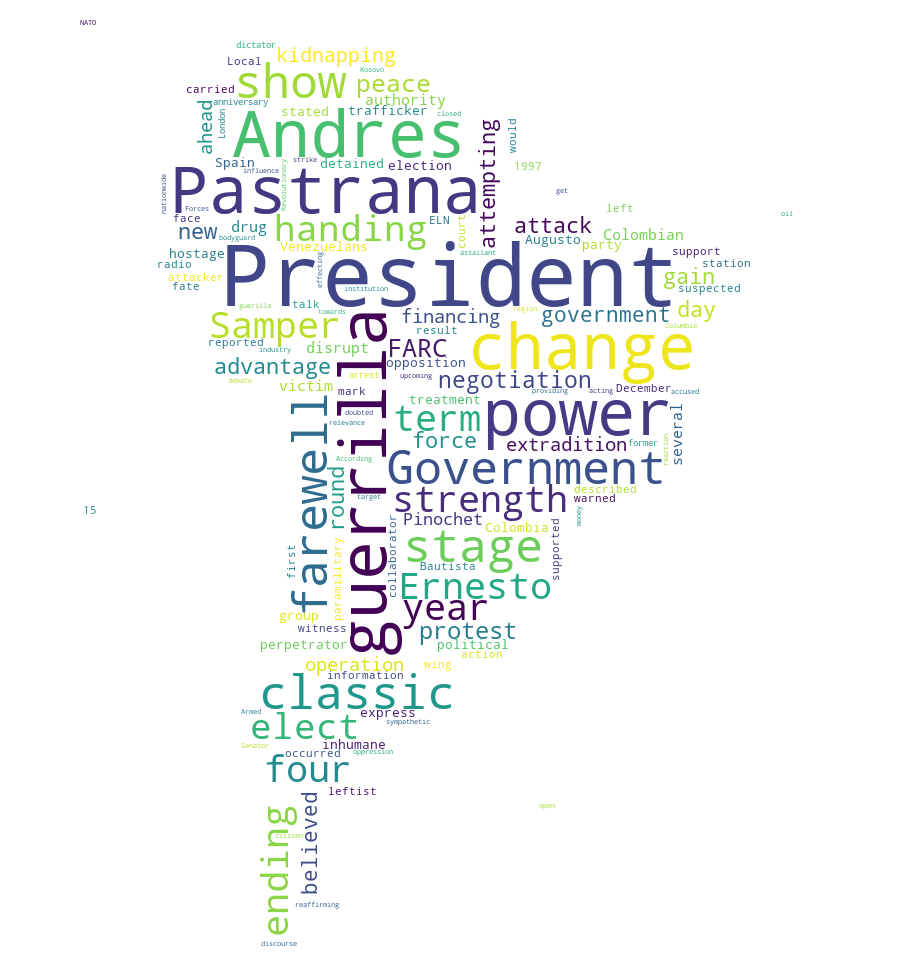 NATO
dictator
Local
kidnapping
Kosovo
show
carried
peace
anniversary
authority
ahead
London
stated
trafficker
closed
Andres
would
attempting
Spain
influence
strike
detained
election
1997
Revolutionary
nationwide
Pastrana
get
Forces
face
ELN
left
oil
new
drug
handing
court
attack
Colombian
bodyguard
Venezuelans
Augusto
party
support
hostage
effecting
assailant
station
radio
attacker
President
gain
fate
institution
suspected
guerilla
talk
towards
region
financing
government
day
Samper
result
Columbia
reported
industry
disrupt
FARC
opposition
change
advantage
arrest
upcoming
negotiation
debate
victim
mark
treatment
providing
acting
December
accused
guerrilla
doubted
relevance
term
power
several
farewell
force
extradition
former
reaction
According
Government
round
target
strength
described
warned
15
Pinochet
Colombia
money
collaborator
stage
supported
first
paramilitary
Bautista
Ernesto
year
group
witness
protest
perpetrator
political
action
operation
wing
information
classic
Armed
express
sympathetic
elect
Senator
inhumane
occurred
oppression
four
leftist
believed
open
ending
citizen
reaffirming
discourse